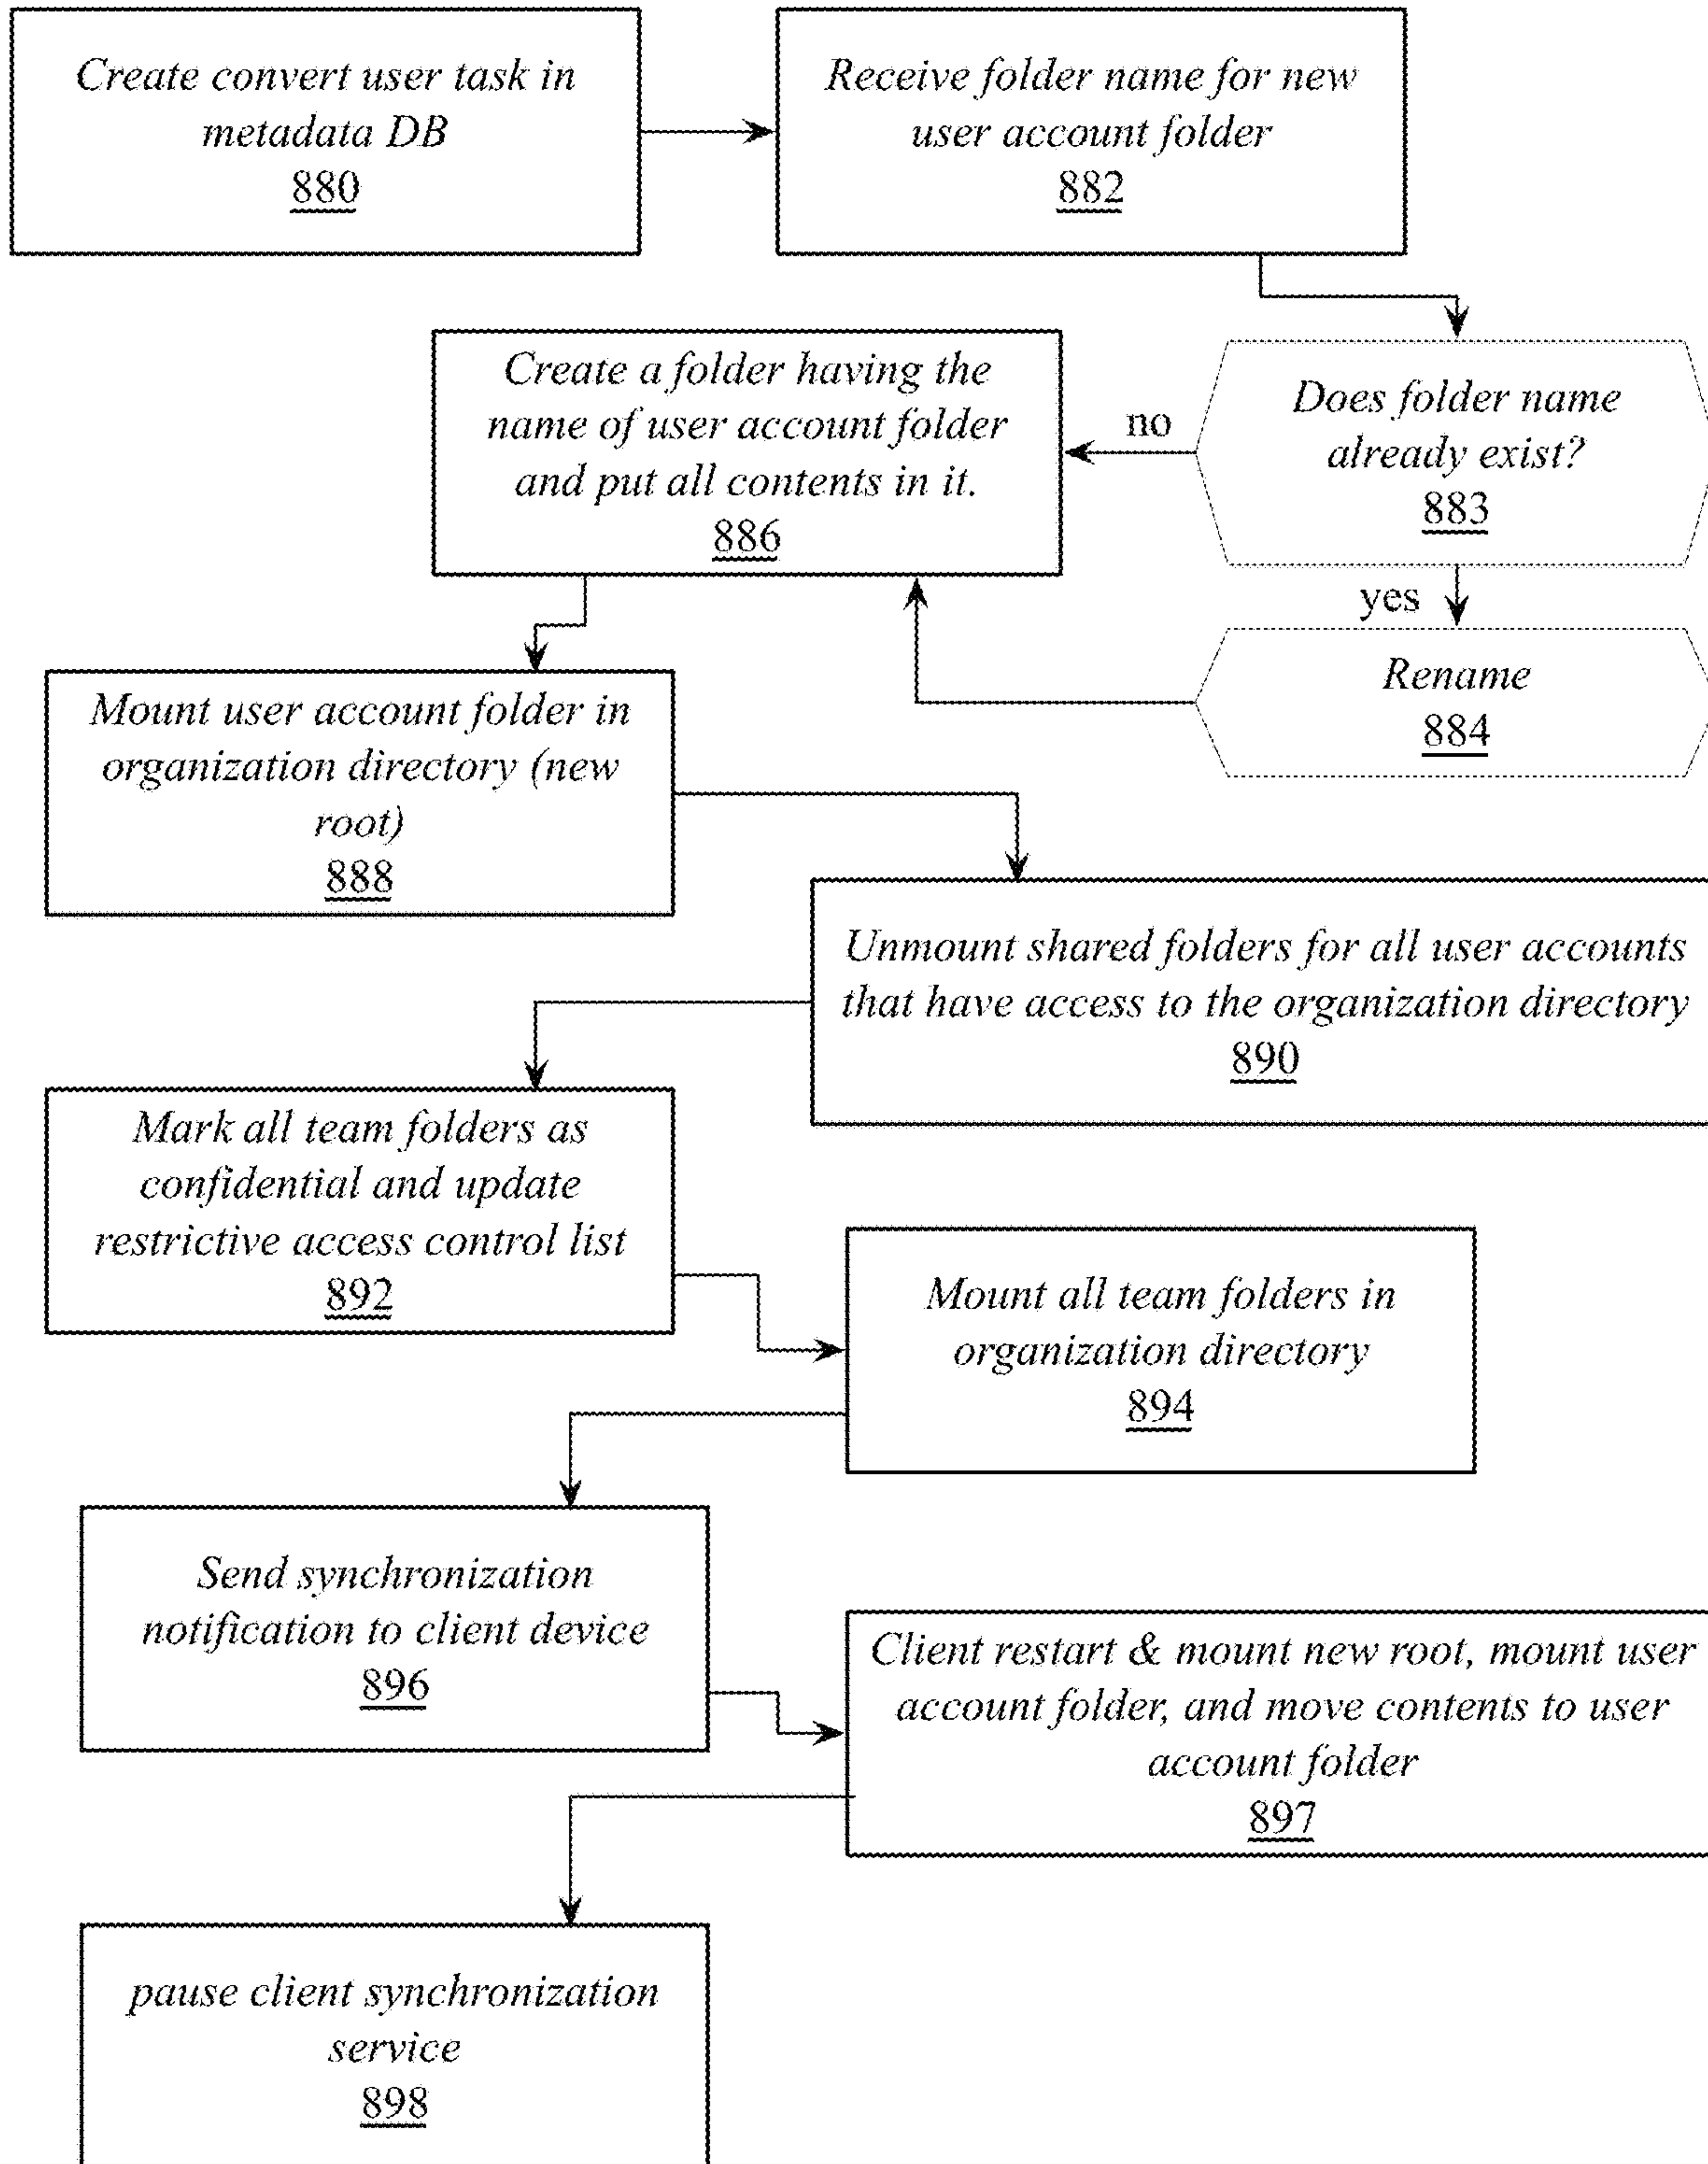 Create convert user task in
metadata DB
880
Receive folder name for new
user account folder
882
Does folder name
already exist?
883
no
yes
Rename
884
Create a folder having the
name of user account folder
and put all contents in it.
886
Mount user account folder in
organization directory (new
root)
888
Unmount shared folders for all user accounts
that have access to the organization directory
890
Mark all team folders as
confidential and update
restrictive access control list
892
Mount all team folders in
organization directory
894
Send synchronization
notification to client device
896
Client restart & mount new root, mount user
account folder, and move contents to user
account folder
897
pause client synchronization
service
898